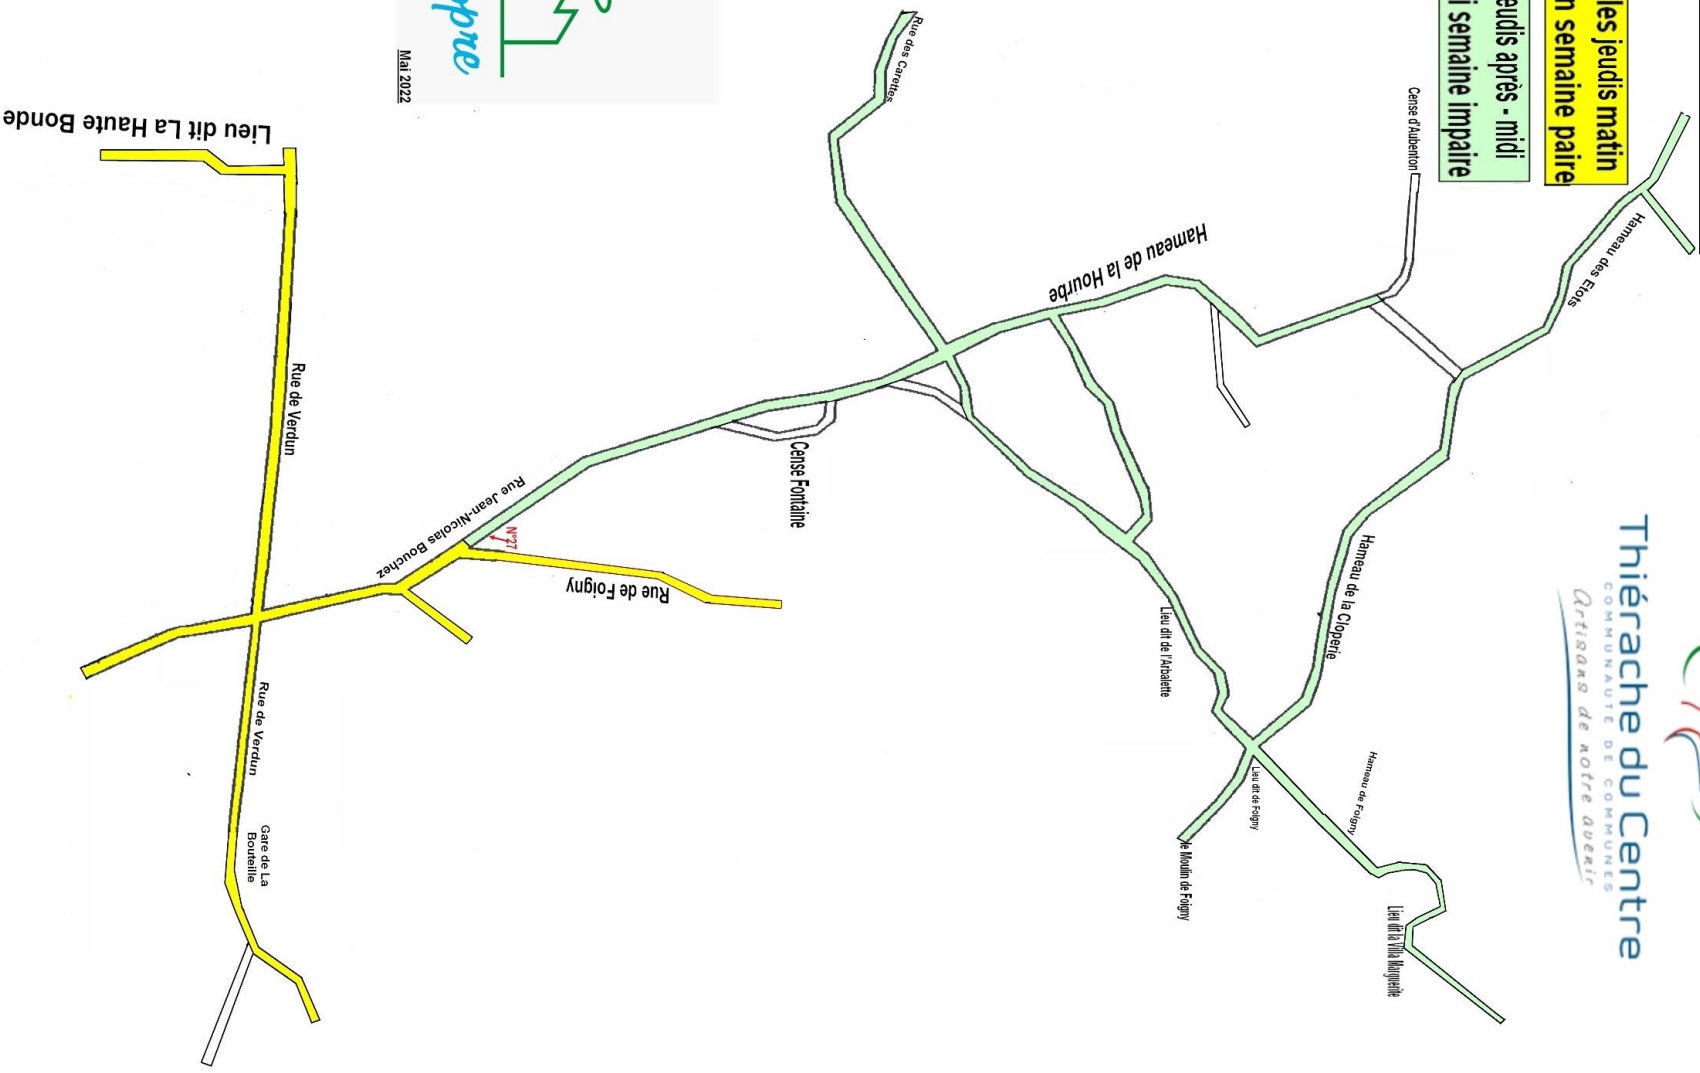 les jeudis matin
n semaine paire
eudis après - midi
i semaine impaire
Thiérache du Centre
COMMUNAUTÉ DE COMMUNES
Artisans de notre avenir
opre
Mai 2022
Rue des Carettes
Cense d'Aubenton
Hameau des Etots
Hameau de la Hourbe
Lieu dit La Haute Bonde
Rue de Verdun
Cense Fontaine
Rue Jean-Nicolas Bouchez
N°27
Rue de Foigny
Hameau de la Cloperie
Lieu dit de l'Arbalette
Rue de Verdun
Gare de La
Bouteille
Lieu dit de Foigny
Hameau de Foigny
le Moulin de Foigny
Lieu dit la Villa Marguerite